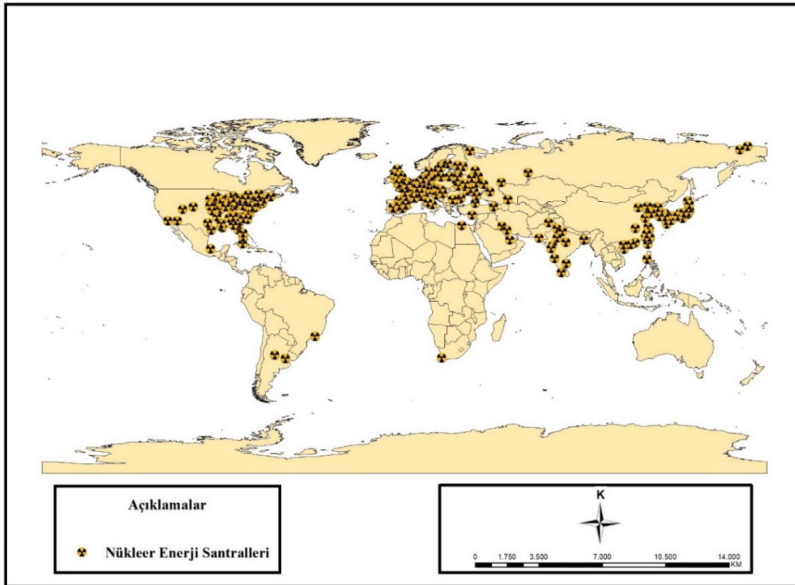 Açıklamalar
Nükleer Enerji Santralleri
K
0 1.750 3.500 7.000 10.500 14.000
KM